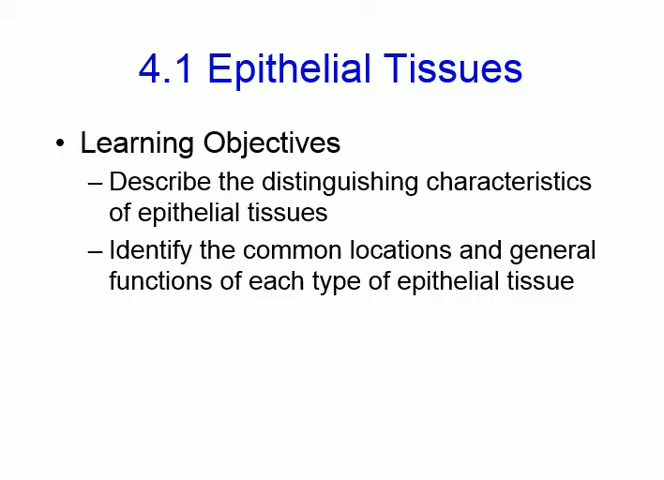 4.1 Epithelial Tissues
• Learning Objectives
– Describe the distinguishing characteristics
of epithelial tissues
– Identify the common locations and general
functions of each type of epithelial tissue